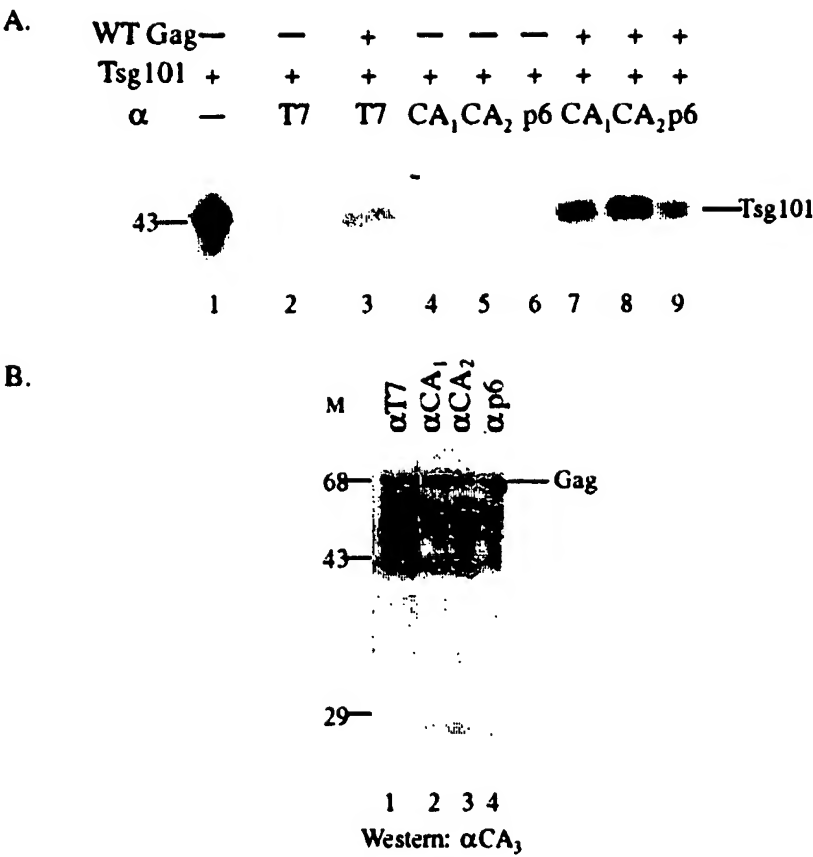 A.
WT Gag— — + — — — + + +
Tsg101 + + + + + + + + +
α — T7 T7 CA₁ CA₂ p6 CA₁ CA₂ p6
43— —Tsg101
1 2 3 4 5 6 7 8 9
B.
M αT7 αCA₁ αCA₂ αp6
68— —Gag
43—
29—
1 2 3 4
Western: αCA₃